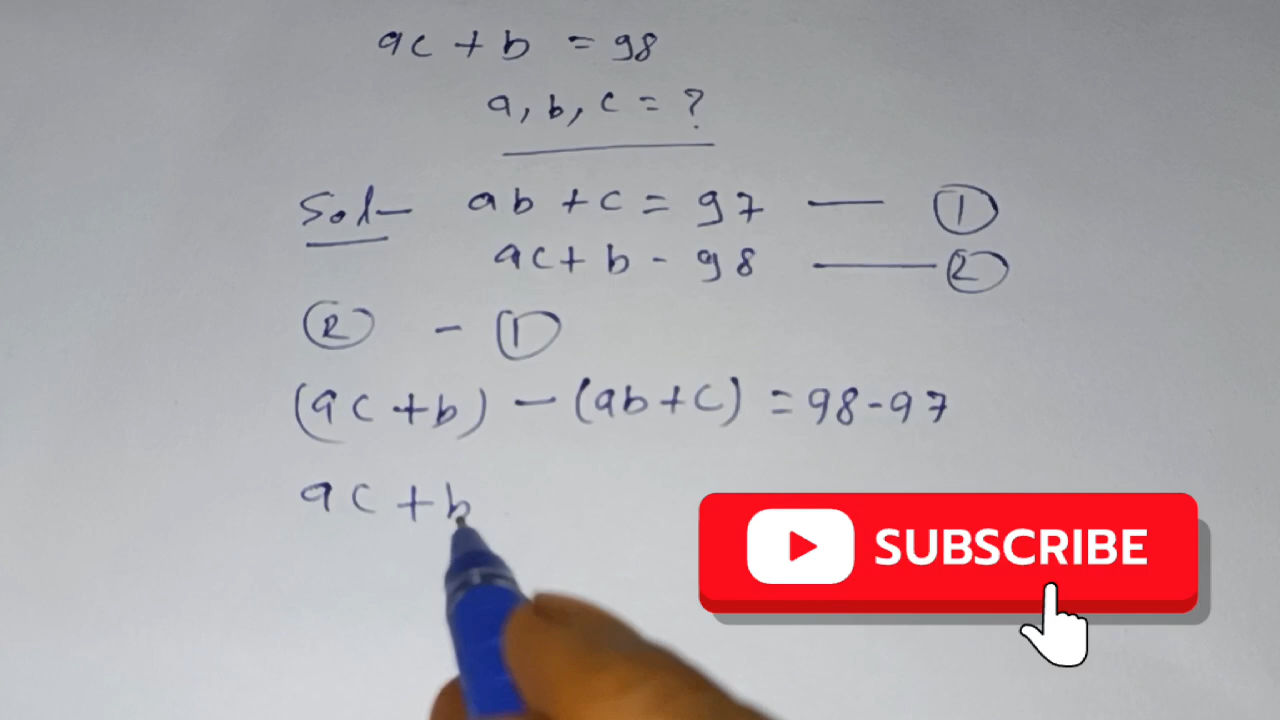 ac + b = 98
a, b, c = ?
Sol- ab + c = 97 — ①
ac + b - 98 — ②
② - ①
(ac + b) - (ab + c) = 98 - 97
ac + b
SUBSCRIBE